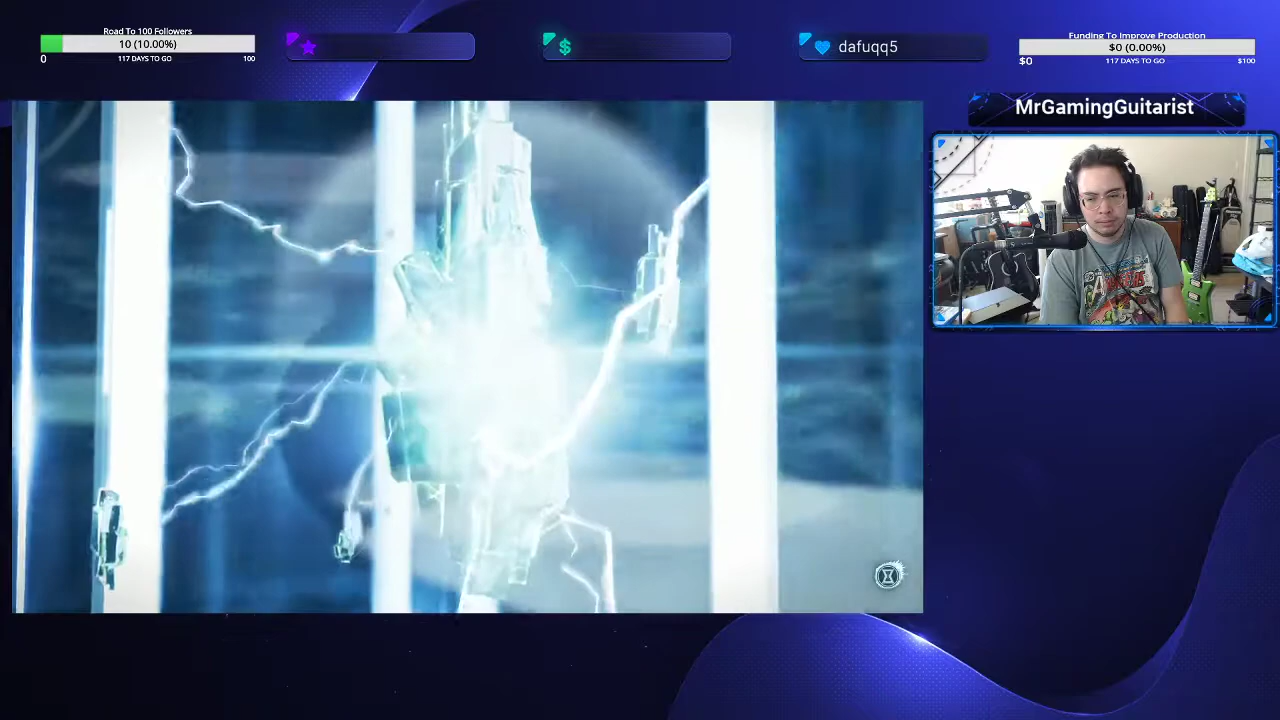 Road To 100 Followers
10 (10.00%)
0
117 DAYS TO GO
100
dafuqq5
Funding To Improve Production
$0 (0.00%)
$0
117 DAYS TO GO
$100
MrGamingGuitarist